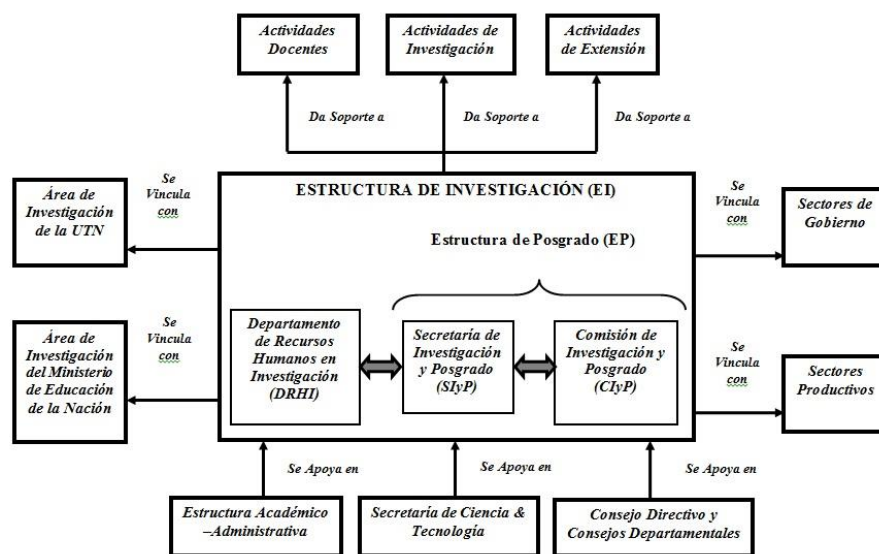 Actividades
Docentes
Actividades de
Investigación
Actividades
de Extensión
Da Soporte a
Da Soporte a
Da Soporte a
Área de
Investigación
de la UTN
Se
Vincula
con
ESTRUCTURA DE INVESTIGACIÓN (EI)
Estructura de Posgrado (EP)
Se
Vincula
con
Sectores de
Gobierno
Área de
Investigación
del Ministerio
de Educación
de la Nación
Se
Vincula
con
Departamento
de Recursos
Humanos en
Investigación
(DRHI)
Secretaría de
Investigación
y Posgrado
(SIyP)
Comisión de
Investigación y
Posgrado
(CIyP)
Se
Vincula
con
Sectores
Productivos
Se Apoya en
Se Apoya en
Se Apoya en
Estructura Académico
–Administrativa
Secretaría de Ciencia &
Tecnología
Consejo Directivo y
Consejos Departamentales